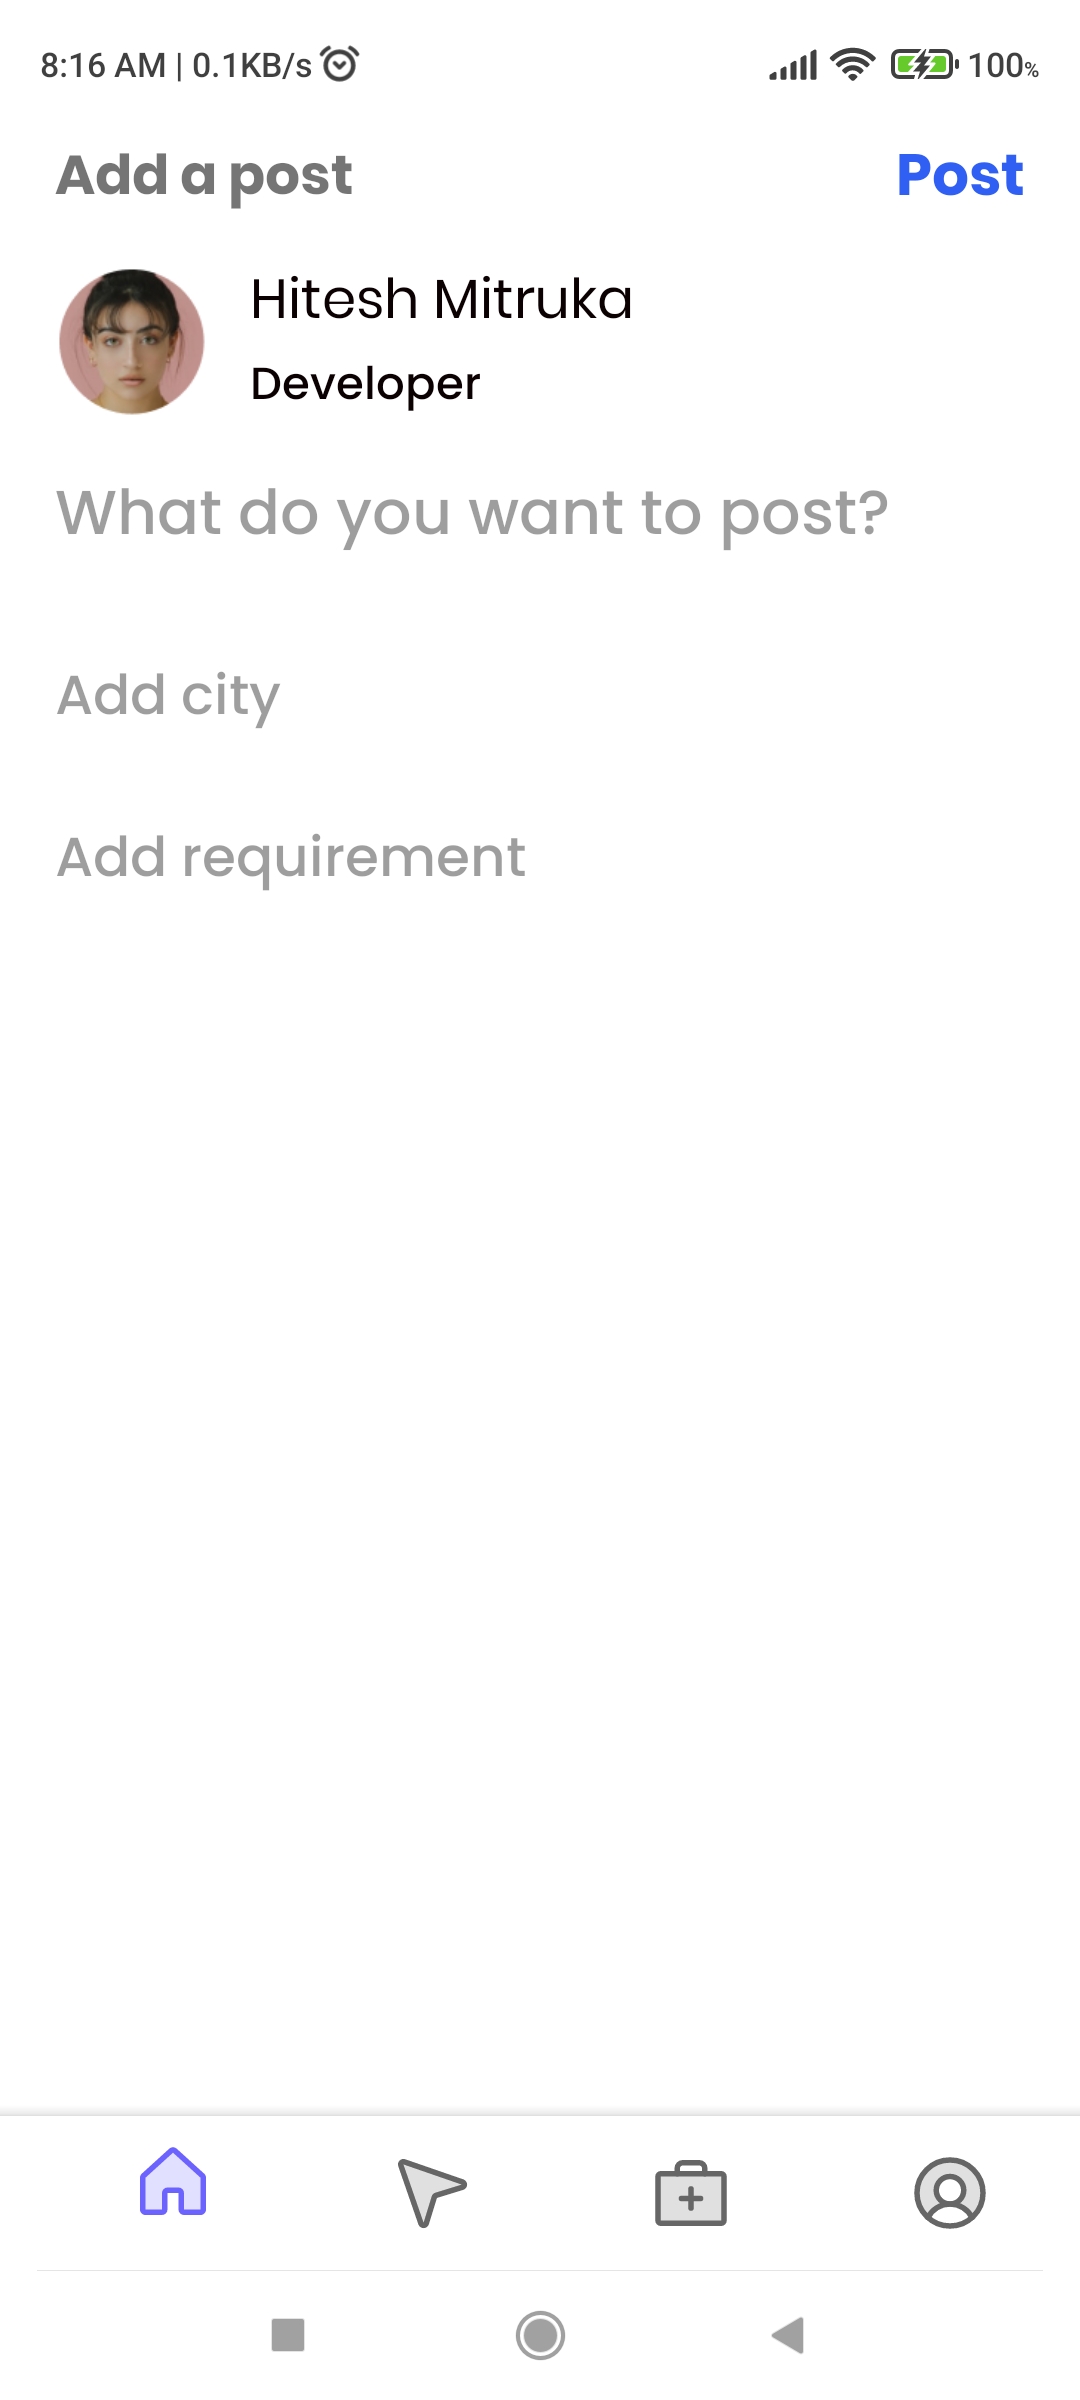 8:16 AM | 0.1KB/s 100%
Add a post Post
Hitesh Mitruka
Developer
What do you want to post?
Add city
Add requirement